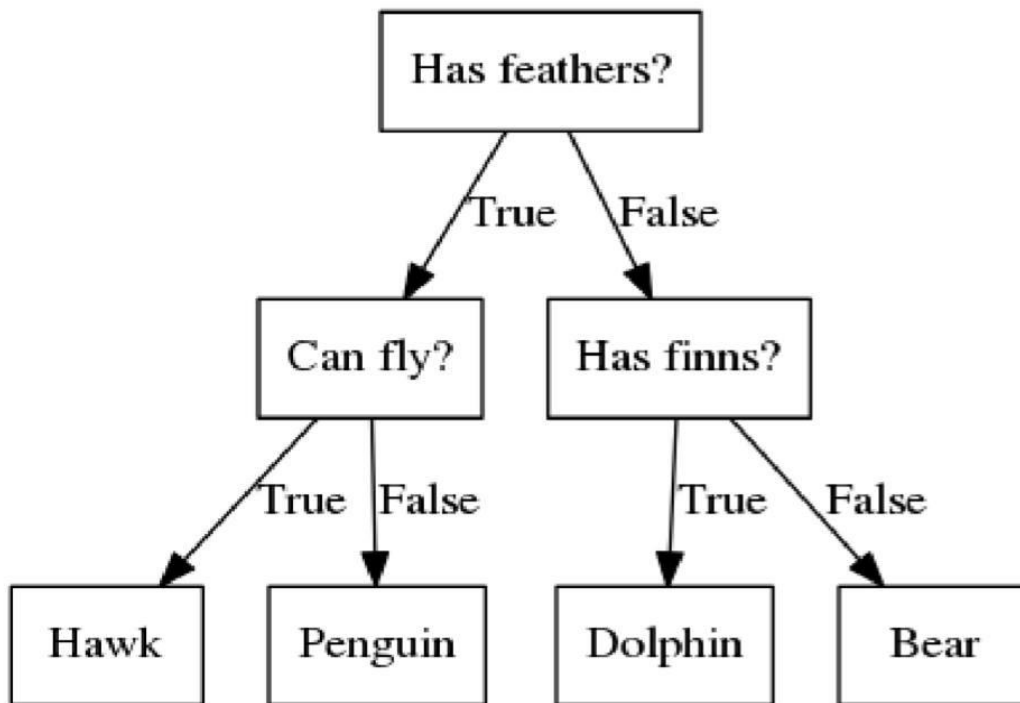 Has feathers?
True False
Can fly? Has finns?
True False True False
Hawk Penguin Dolphin Bear